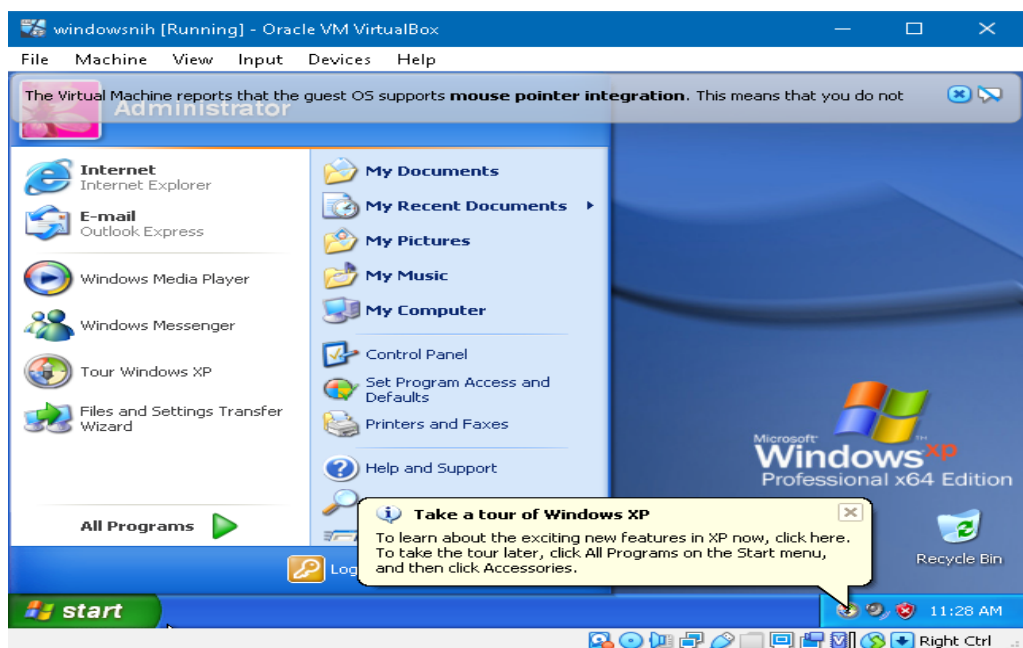 windowsnih [Running] - Oracle VM VirtualBox
File Machine View Input Devices Help
The Virtual Machine reports that the guest OS supports mouse pointer integration. This means that you do not
Administrator
Internet
Internet Explorer
E-mail
Outlook Express
Windows Media Player
Windows Messenger
Tour Windows XP
Files and Settings Transfer
Wizard
All Programs
My Documents
My Recent Documents
My Pictures
My Music
My Computer
Control Panel
Set Program Access and
Defaults
Printers and Faxes
Help and Support
Log
Microsoft
Windows XP
Professional x64 Edition
Recycle Bin
Take a tour of Windows XP
To learn about the exciting new features in XP now, click here.
To take the tour later, click All Programs on the Start menu,
and then click Accessories.
start
11:28 AM
Right Ctrl